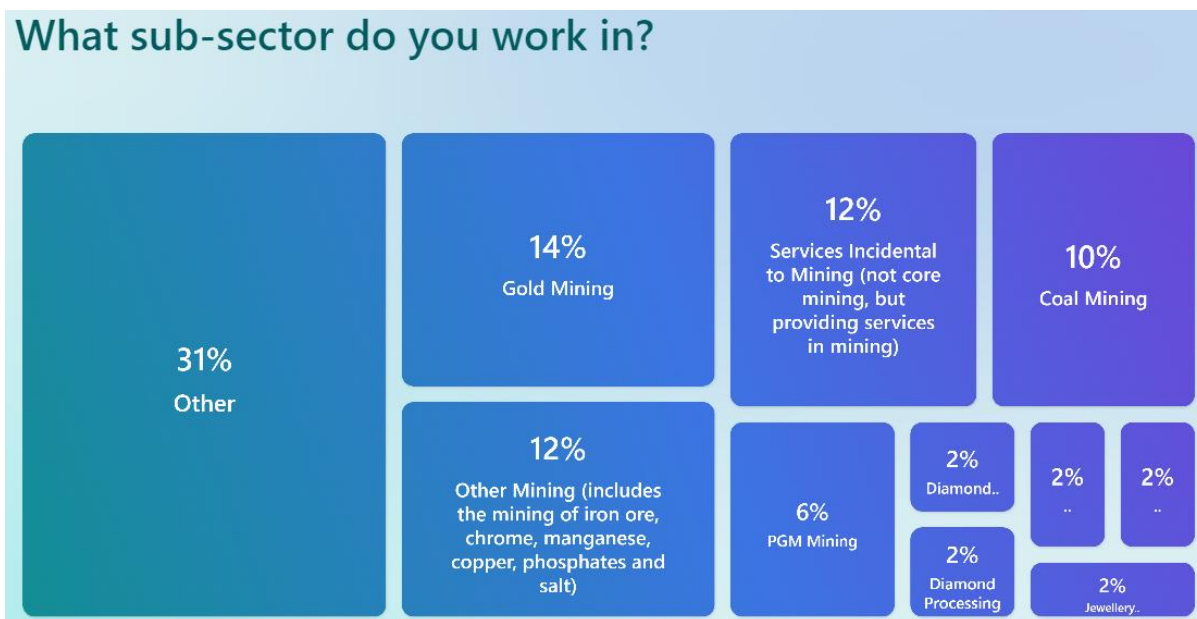 What sub-sector do you work in?
31%
Other
14%
Gold Mining
12%
Other Mining (includes
the mining of iron ore,
chrome, manganese,
copper, phosphates and
salt)
12%
Services Incidental
to Mining (not core
mining, but
providing services
in mining)
10%
Coal Mining
6%
PGM Mining
2%
Diamond..
2%
Diamond
Processing
2%
..
2%
..
2%
Jewellery..